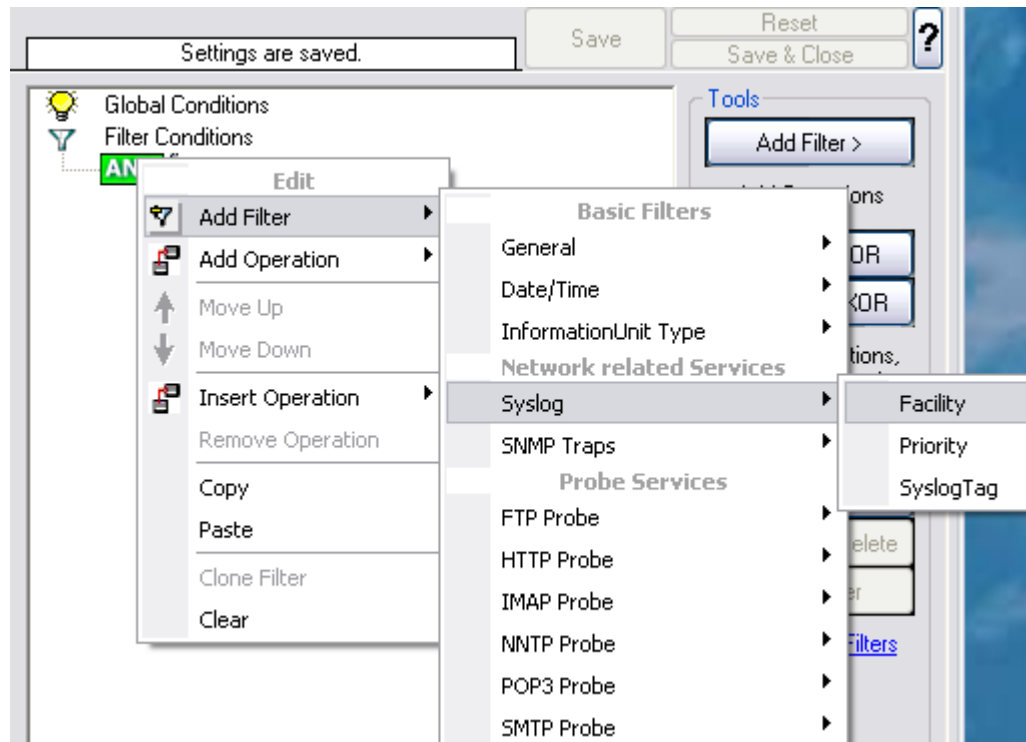 Settings are saved.
Save
Reset
Save & Close
?
Global Conditions
Filter Conditions
Tools
Add Filter >
Edit
Add Filter
Add Operation
Move Up
Move Down
Insert Operation
Remove Operation
Copy
Paste
Clone Filter
Clear
Basic Filters
General
Date/Time
InformationUnit Type
Network related Services
Syslog
SNMP Traps
Probe Services
FTP Probe
HTTP Probe
IMAP Probe
NNTP Probe
POP3 Probe
SMTP Probe
Facility
Priority
SyslogTag
OR
Filters